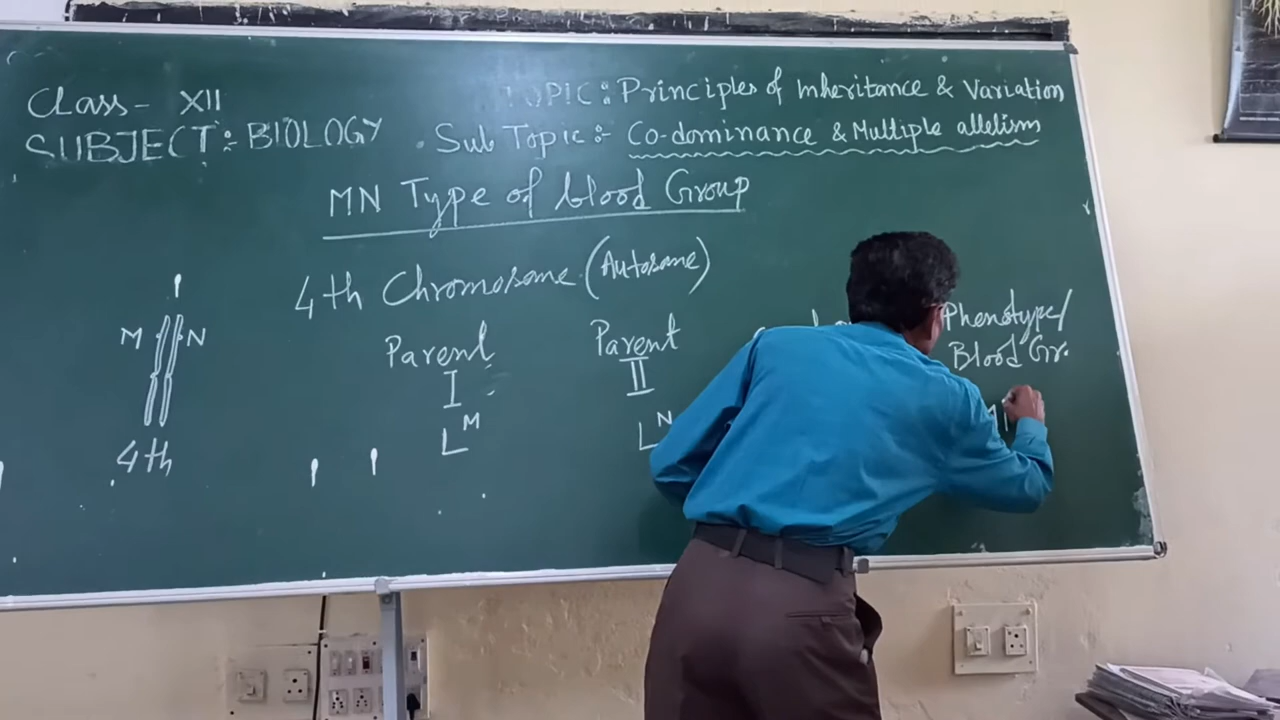 Class- XII
TOPIC: Principles of Inheritance & Variation
SUBJECT:- BIOLOGY
Sub Topic:- Co-dominance & Multiple allelism
MN Type of blood Group
4th Chromosome (Autosome)
M N
4th
Parent
I
L^M
Parent
II
L^N
Phenotype/
Blood Gr.